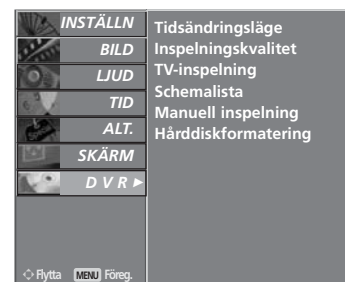 INSTÄLLN
BILD
LJUD
TID
ALT.
SKÄRM
D V R
Tidsändringsläge
Inspelningskvalitet
TV-inspelning
Schemalista
Manuell inspelning
Hårddiskformatering
Flytta MENU Föreg.